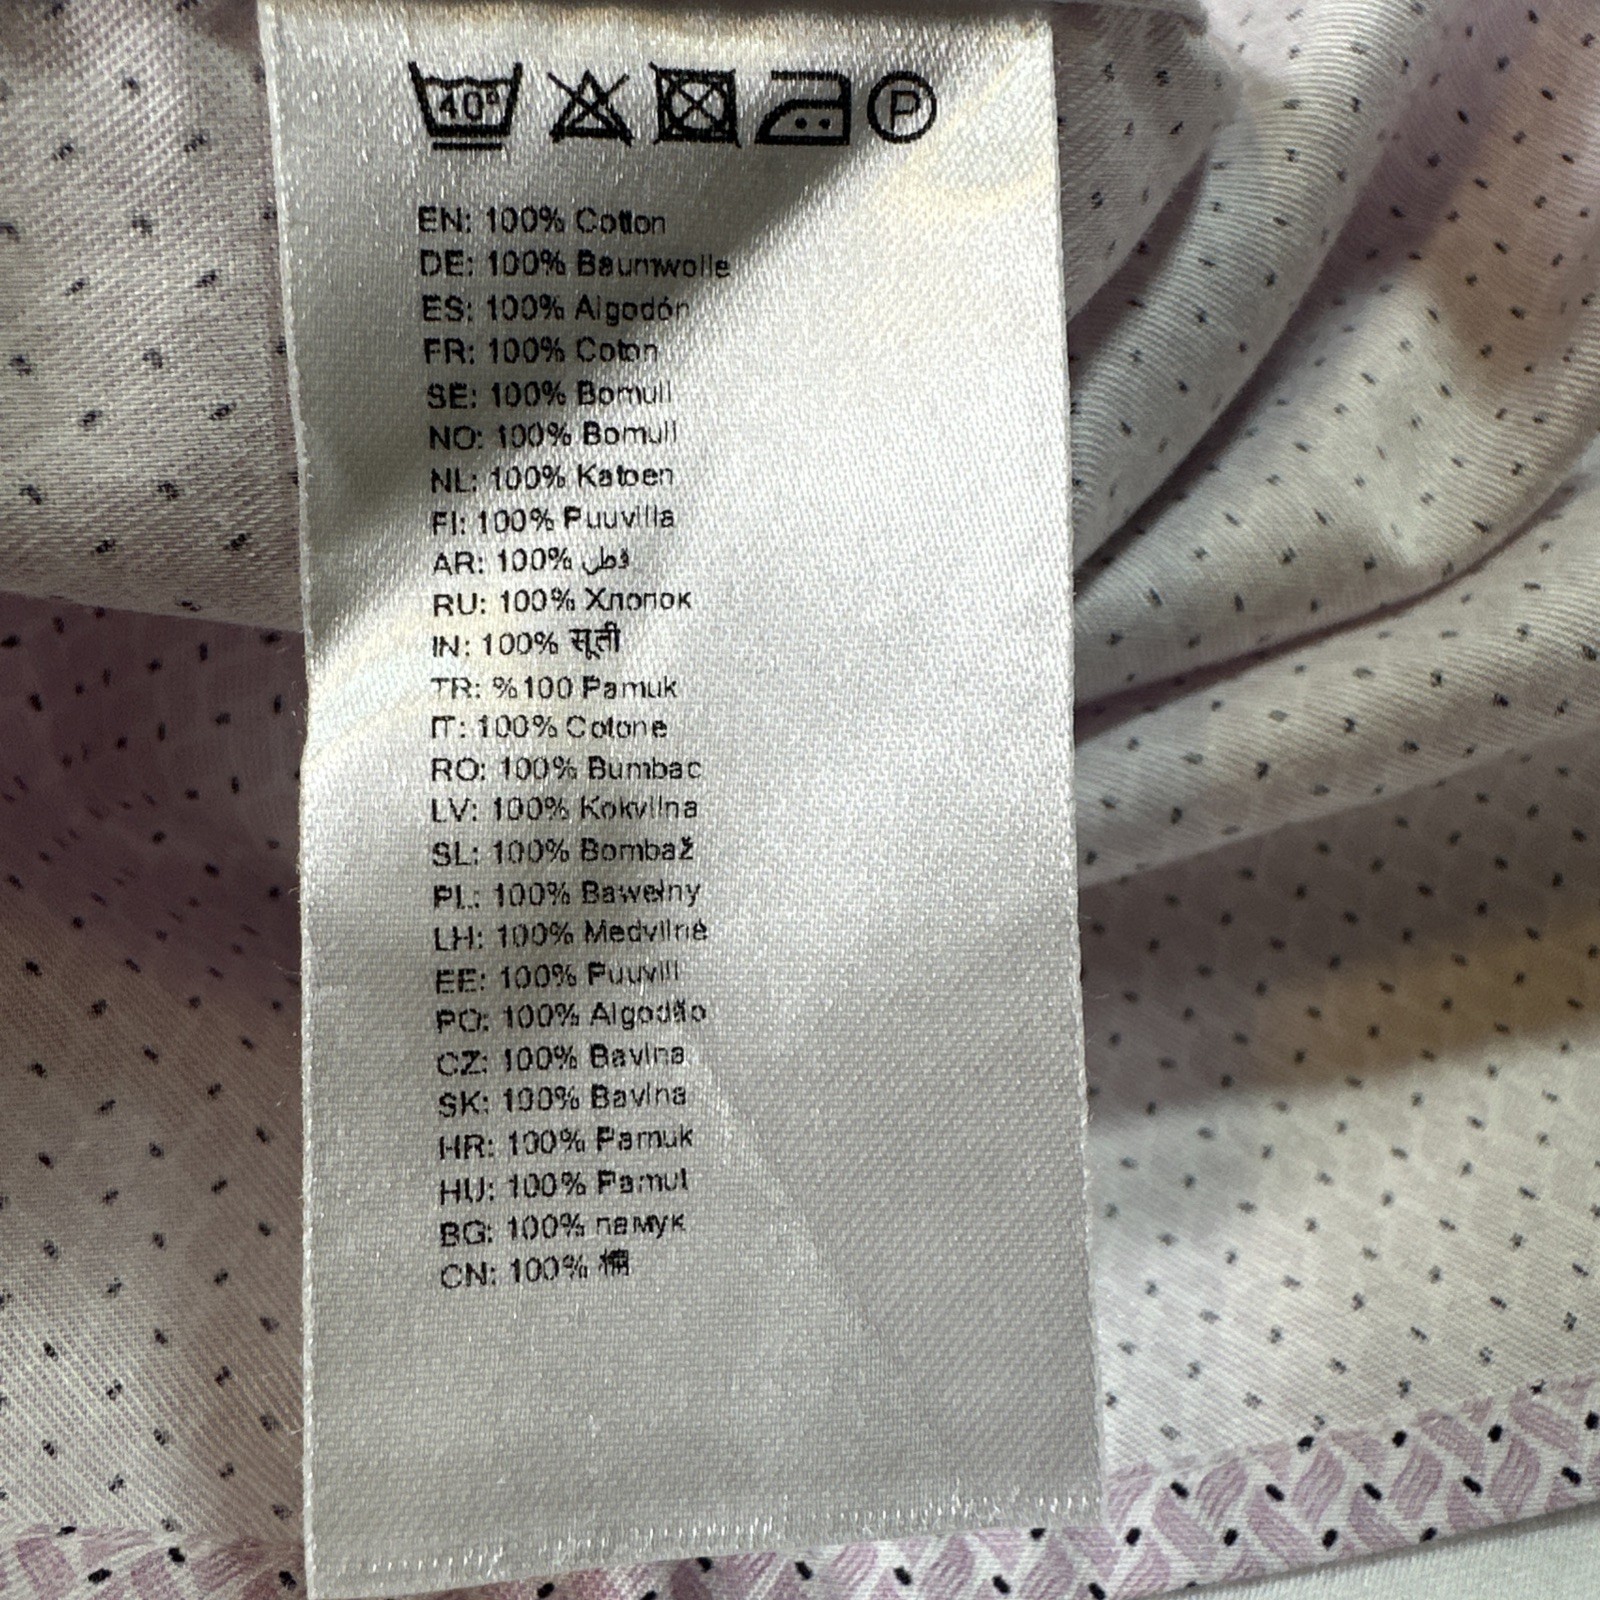 40°
P
EN: 100% Cotton
DE: 100% Baumwolle
ES: 100% Algodón
FR: 100% Coton
SE: 100% Bomull
NO: 100% Bomull
NL: 100% Katoen
FI: 100% Puuvilla
AR: 100% قطن
RU: 100% Хлопок
IN: 100% सूती
TR: %100 Pamuk
IT: 100% Cotone
RO: 100% Bumbac
LV: 100% Kokvilna
SL: 100% Bombaž
PL: 100% Bawełny
LH: 100% Medvilnė
EE: 100% Puuvill
PO: 100% Algodão
CZ: 100% Bavlna
SK: 100% Bavlna
HR: 100% Pamuk
HU: 100% Pamut
BG: 100% памук
CN: 100% 棉